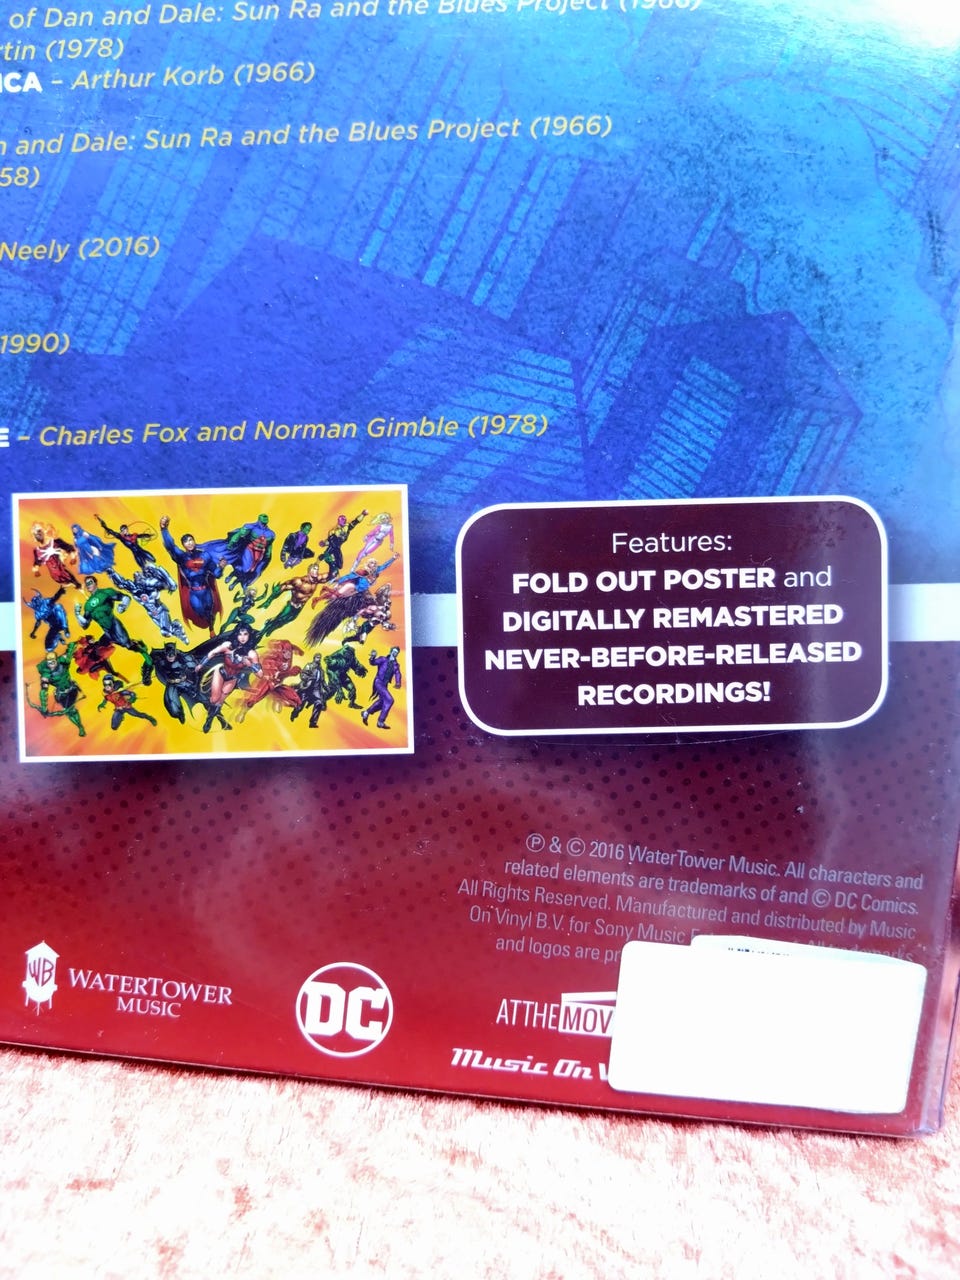 of Dan and Dale: Sun Ra and the Blues Project (1966)
rtin (1978)
ICA – Arthur Korb (1966)
n and Dale: Sun Ra and the Blues Project (1966)
58)
Neely (2016)
1990)
E – Charles Fox and Norman Gimble (1978)
Features:
FOLD OUT POSTER and
DIGITALLY REMASTERED
NEVER-BEFORE-RELEASED
RECORDINGS!
℗ & © 2016 WaterTower Music. All characters and
related elements are trademarks of and © DC Comics.
All Rights Reserved. Manufactured and distributed by Music
On Vinyl B.V. for Sony Music
and logos are pr
WB
WATERTOWER
MUSIC
DC
ATTHEMOV
Music On V